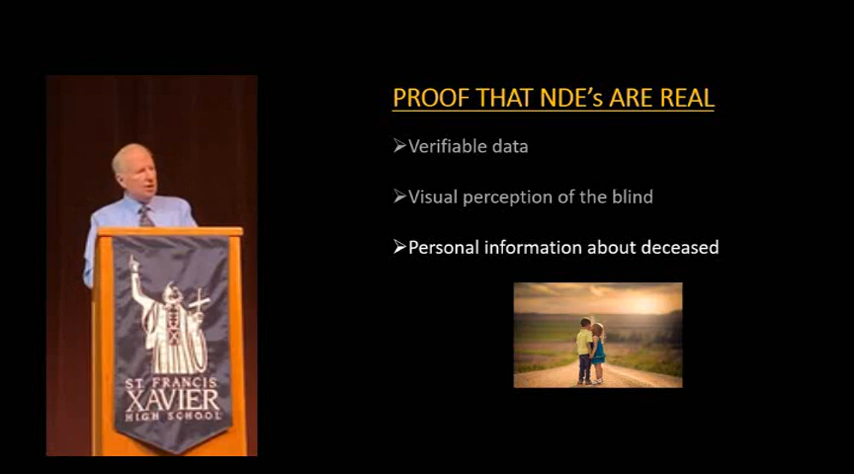 PROOF THAT NDE's ARE REAL
Verifiable data
Visual perception of the blind
Personal information about deceased
ST. FRANCIS
XAVIER
HIGH SCHOOL